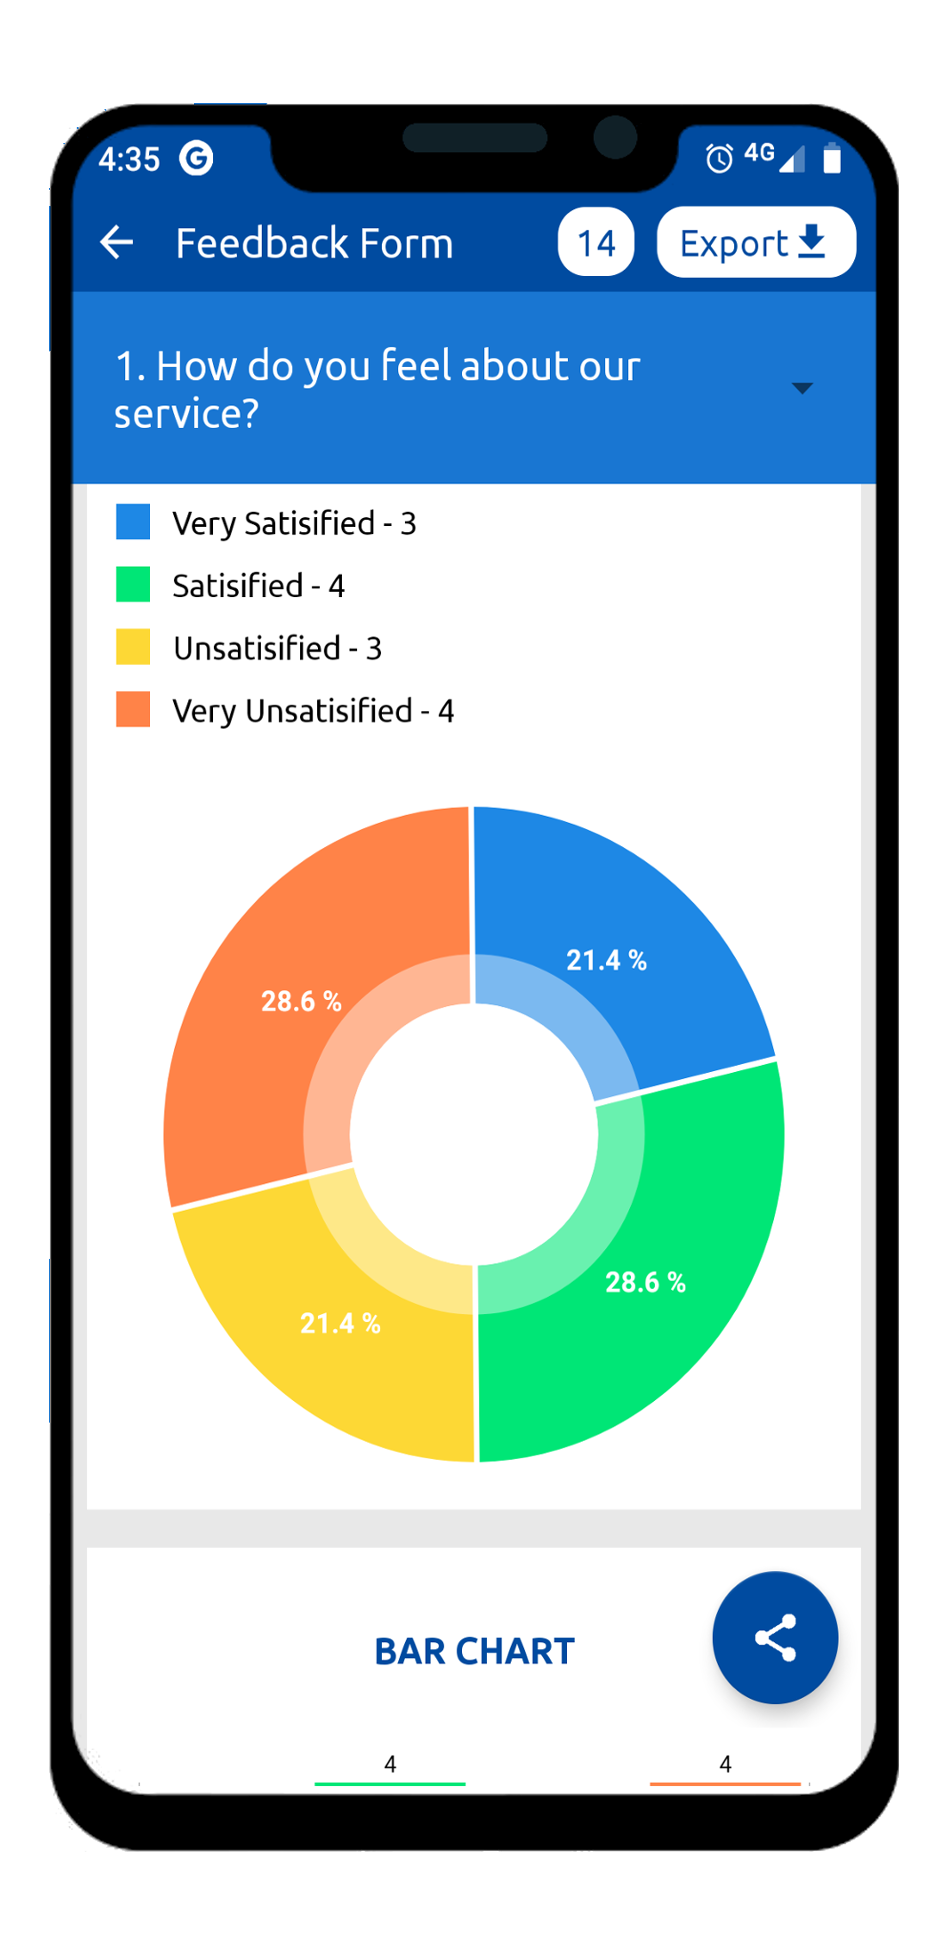 4:35 G 4G
Feedback Form 14 Export
1. How do you feel about our
service?
Very Satisified - 3
Satisified - 4
Unsatisified - 3
Very Unsatisified - 4
21.4 %
28.6 %
28.6 %
21.4 %
BAR CHART
4 4